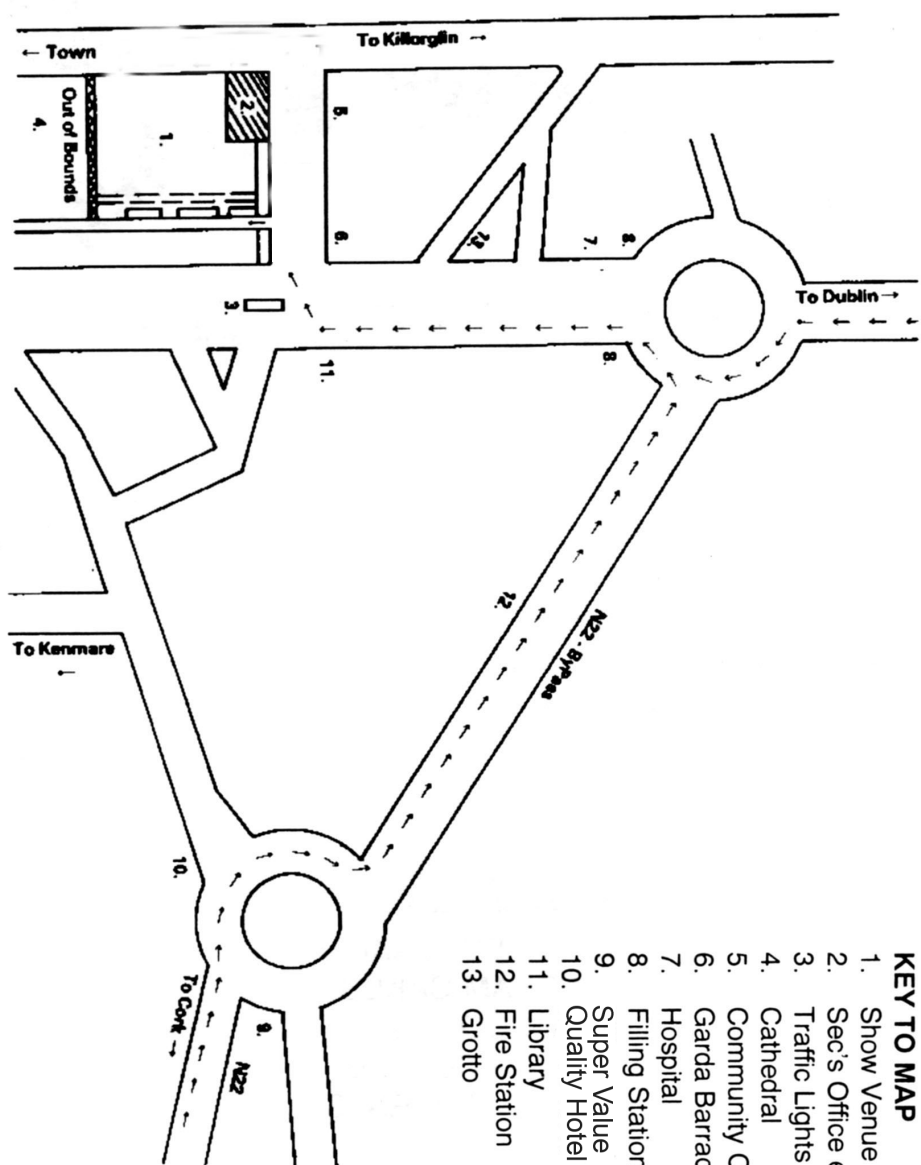 ← Town
To Killorglin →
Out of Bounds
4.
1.
2.
5.
6.
13.
7.
8.
3.
To Dublin →
11.
8.
12.
N22 - ByPass
To Kenmare
←
10.
To Cork →
N22
9.
KEY TO MAP
1. Show Venue
2. Sec's Office
3. Traffic Lights
4. Cathedral
5. Community
6. Garda
7. Hospital
8. Filling Station
9. Super Value
10. Quality Hotel
11. Library
12. Fire Station
13. Grotto